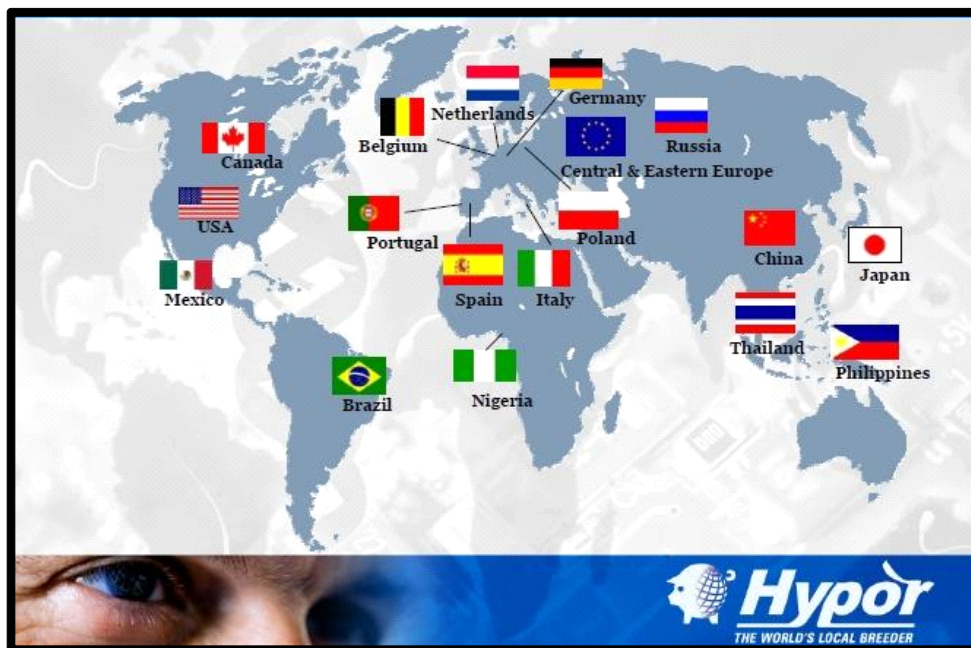 Netherlands
Germany
Belgium
Russia
Canada
Central & Eastern Europe
USA
Portugal
Poland
China
Japan
Mexico
Spain
Italy
Thailand
Philippines
Brazil
Nigeria
Hypòr
THE WORLD'S LOCAL BREEDER